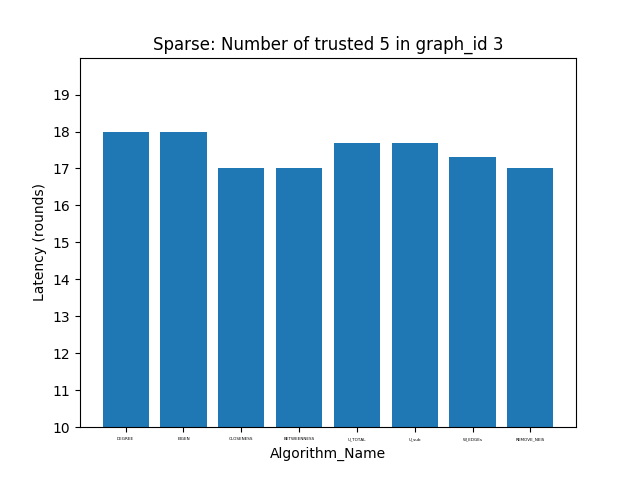 Sparse: Number of trusted 5 in graph_id 3
Latency (rounds)
19
18
17
16
15
14
13
12
11
10
DEGREE EIGEN CLOSENESS BETWEENNESS U_TOTAL U_sub W_EDGEs REMOVE_NEIS
Algorithm_Name